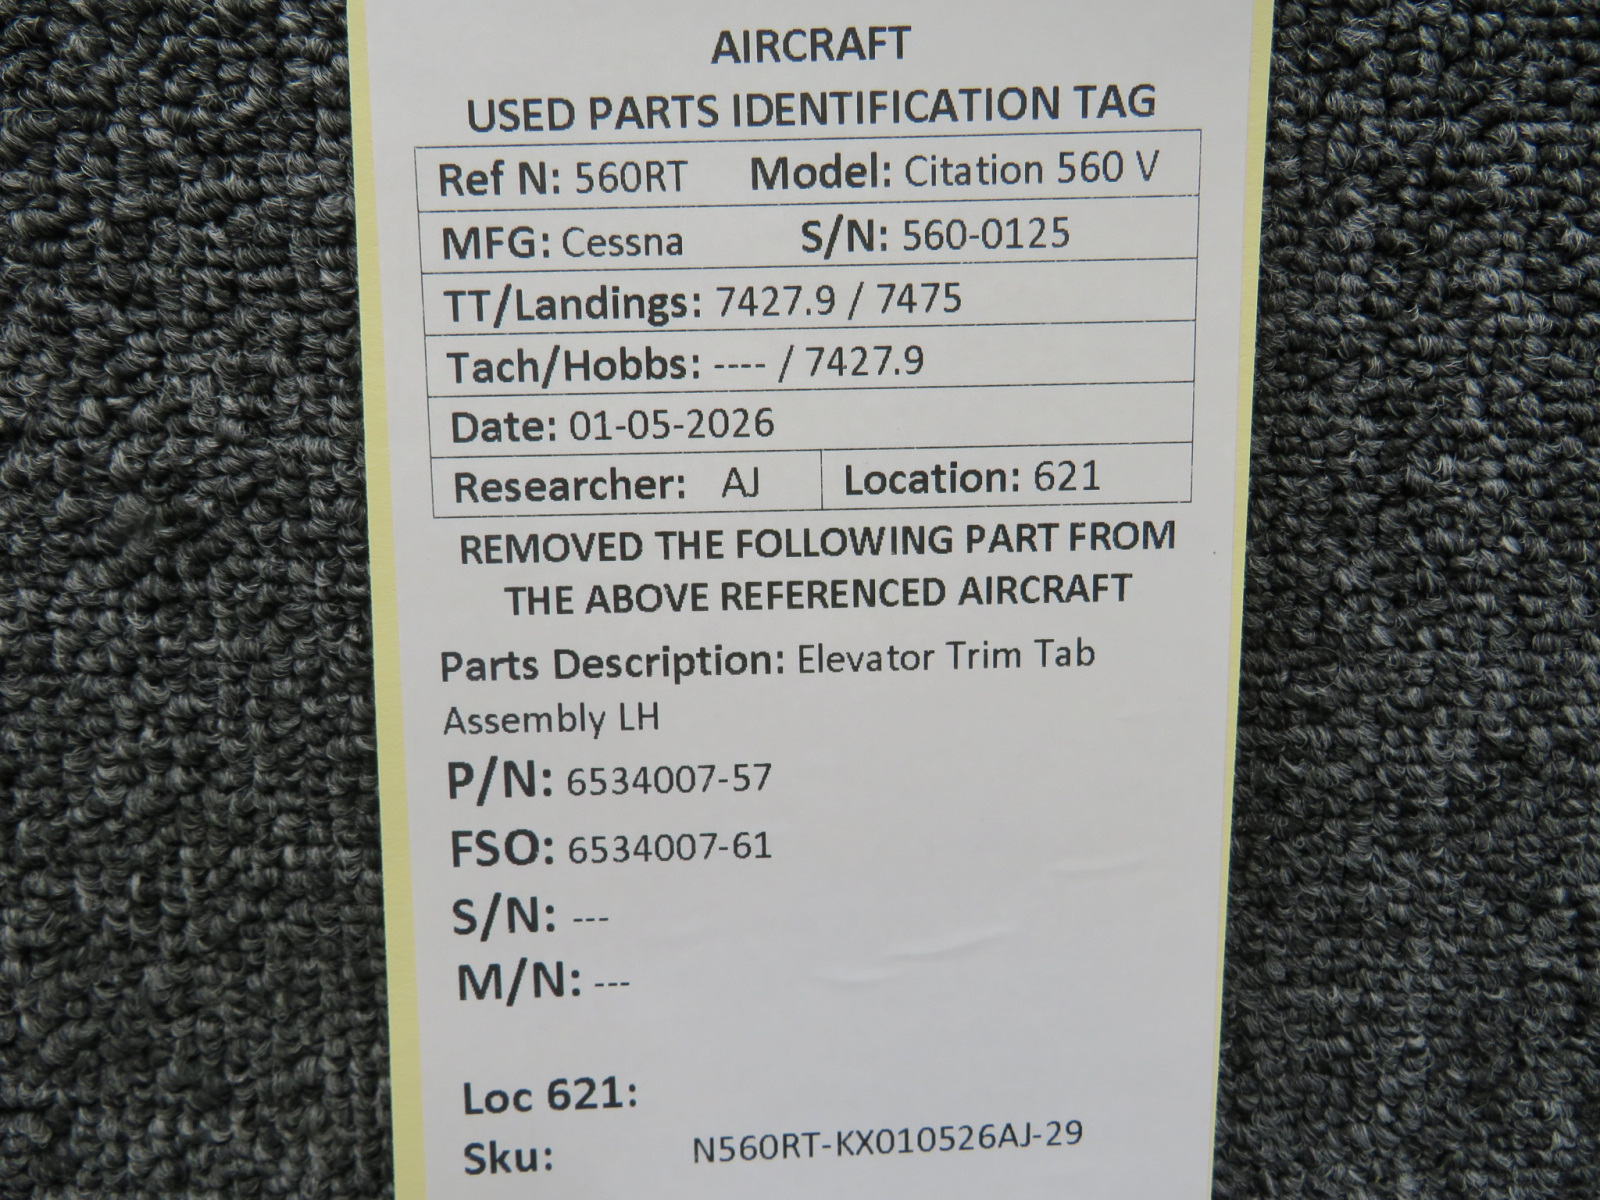 AIRCRAFT
USED PARTS IDENTIFICATION TAG
Ref N: 560RT Model: Citation 560 V
MFG: Cessna S/N: 560-0125
TT/Landings: 7427.9 / 7475
Tach/Hobbs: ---- / 7427.9
Date: 01-05-2026
Researcher: AJ Location: 621
REMOVED THE FOLLOWING PART FROM
THE ABOVE REFERENCED AIRCRAFT
Parts Description: Elevator Trim Tab
Assembly LH
P/N: 6534007-57
FSO: 6534007-61
S/N: ---
M/N: ---
Loc 621:
Sku: N560RT-KX010526AJ-29